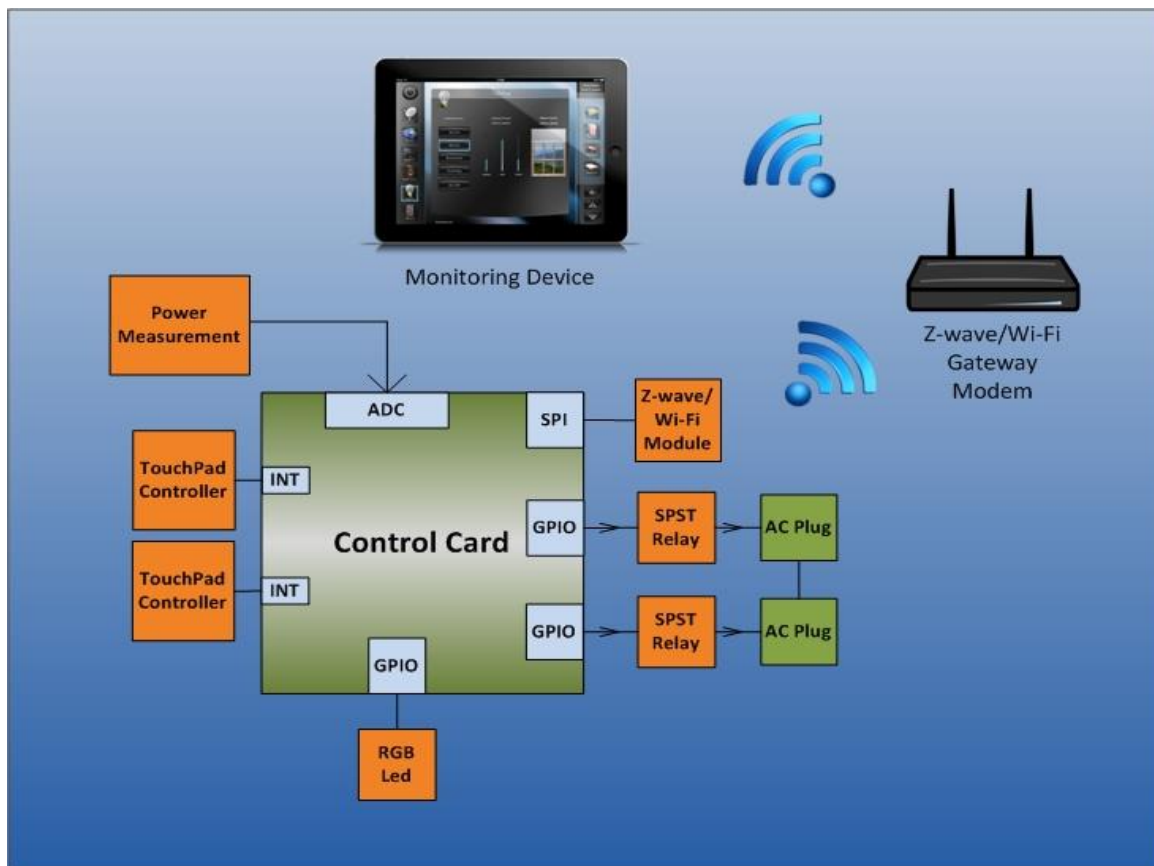 Monitoring Device
Z-wave/Wi-Fi
Gateway
Modem
Power
Measurement
ADC
SPI
Z-wave/
Wi-Fi
Module
TouchPad
Controller
INT
Control Card
GPIO
SPST
Relay
AC Plug
TouchPad
Controller
INT
GPIO
SPST
Relay
AC Plug
GPIO
RGB
Led